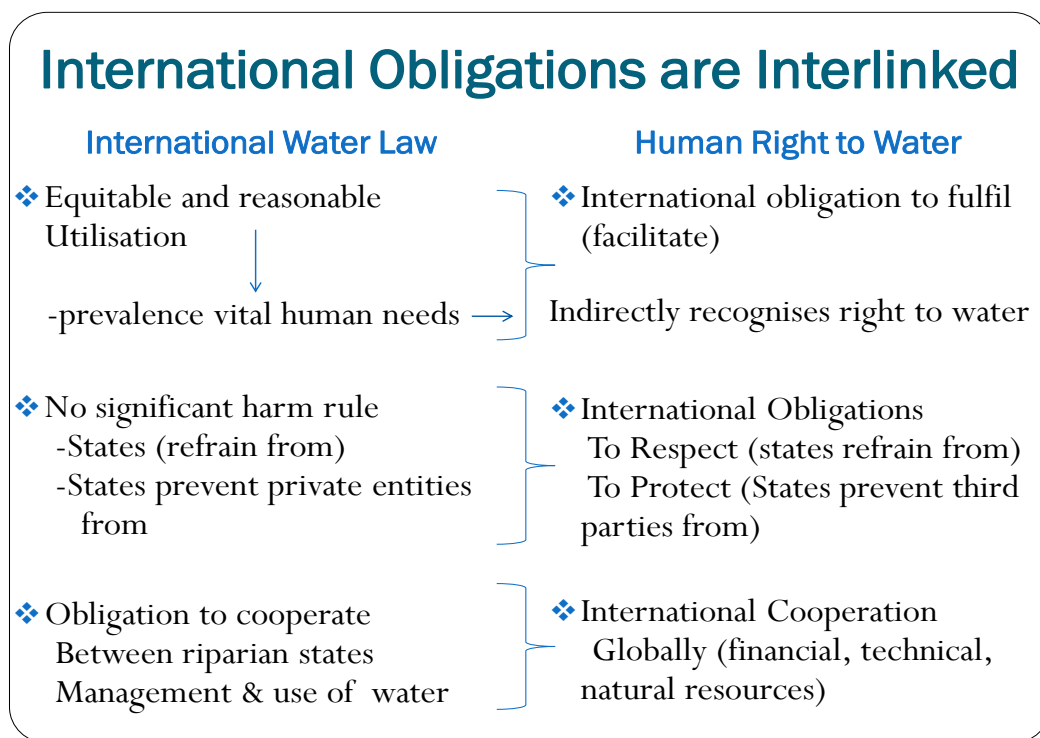 International Obligations are Interlinked
International Water Law
❖ Equitable and reasonable
Utilisation
-prevalence vital human needs
❖ No significant harm rule
-States (refrain from)
-States prevent private entities
from
❖ Obligation to cooperate
Between riparian states
Management & use of water
Human Right to Water
❖ International obligation to fulfil
(facilitate)
Indirectly recognises right to water
❖ International Obligations
To Respect (states refrain from)
To Protect (States prevent third
parties from)
❖ International Cooperation
Globally (financial, technical,
natural resources)